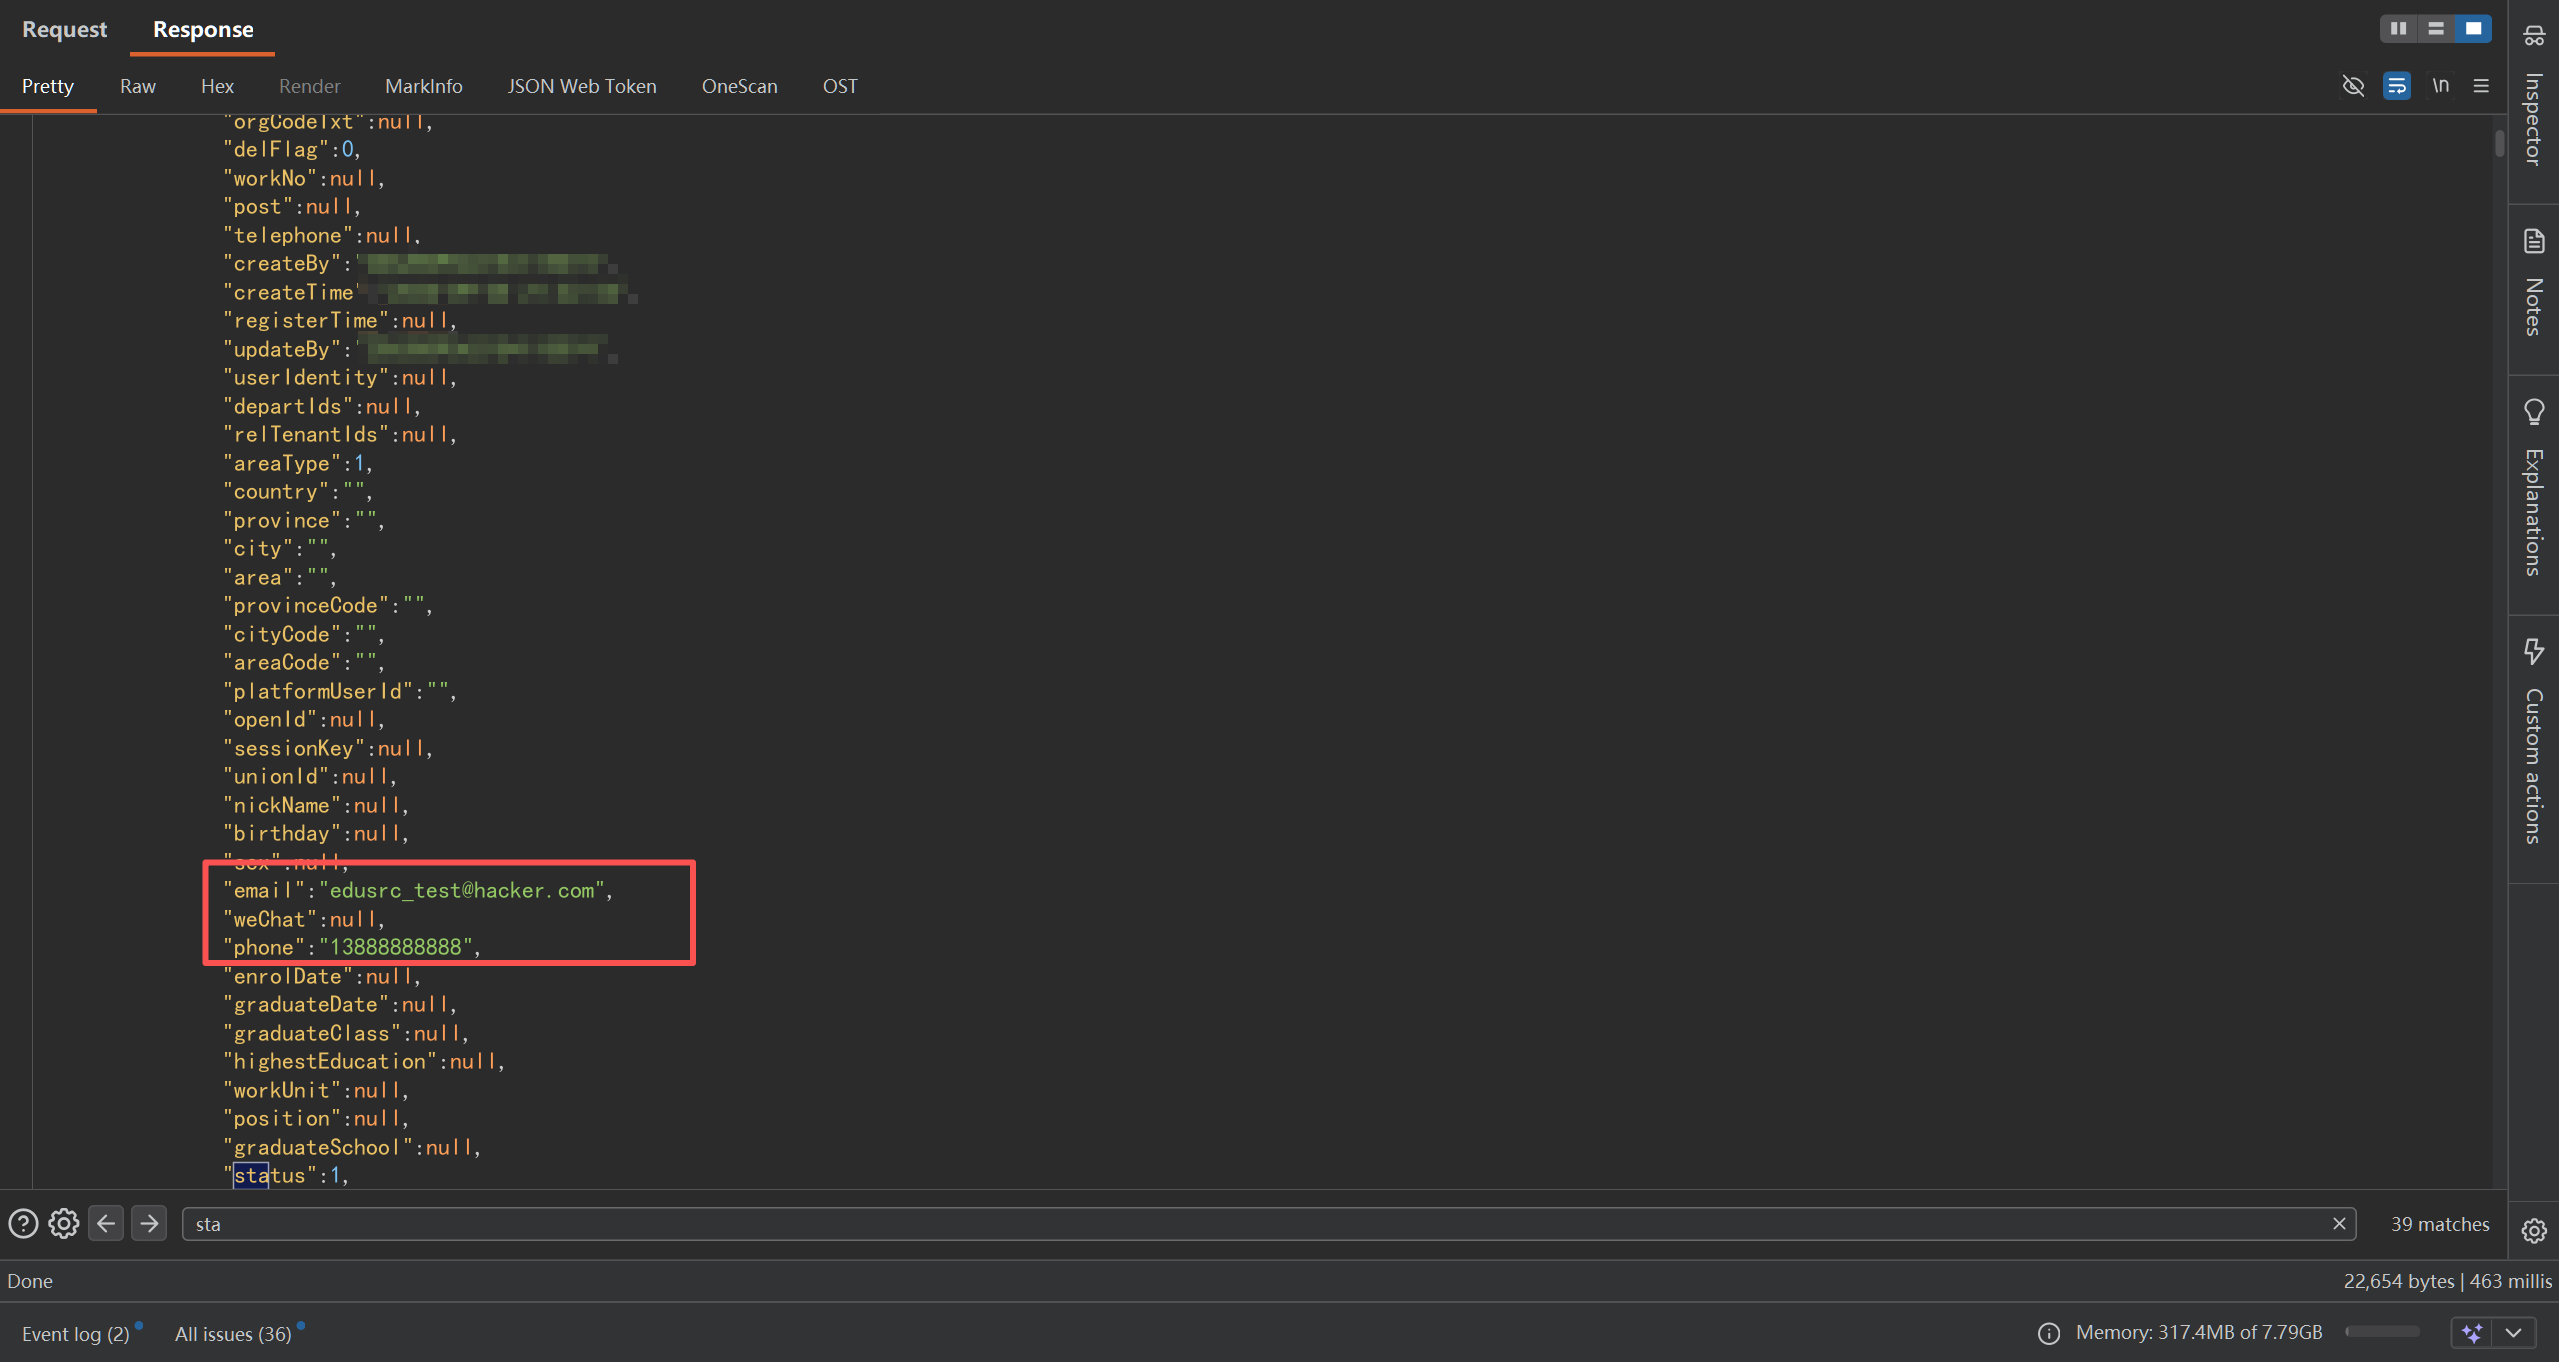 Request Response
Pretty Raw Hex Render MarkInfo JSON Web Token OneScan OST \n
"orgCodeTxt":null,
"delFlag":0,
"workNo":null,
"post":null,
"telephone":null,
"createBy":"
"createTime"
"registerTime":null,
"updateBy":"
"userIdentity":null,
"departIds":null,
"relTenantIds":null,
"areaType":1,
"country":"",
"province":"",
"city":"",
"area":"",
"provinceCode":"",
"cityCode":"",
"areaCode":"",
"platformUserId":"",
"openId":null,
"sessionKey":null,
"unionId":null,
"nickName":null,
"birthday":null,
"sex":null,
"email":"edusrc_test@hacker.com",
"weChat":null,
"phone":"13888888888",
"enrolDate":null,
"graduateDate":null,
"graduateClass":null,
"highestEducation":null,
"workUnit":null,
"position":null,
"graduateSchool":null,
"status":1,
sta
39 matches
Done
22,654 bytes | 463 millis
Event log (2) All issues (36)
Memory: 317.4MB of 7.79GB
Inspector
Notes
Explanations
Custom actions